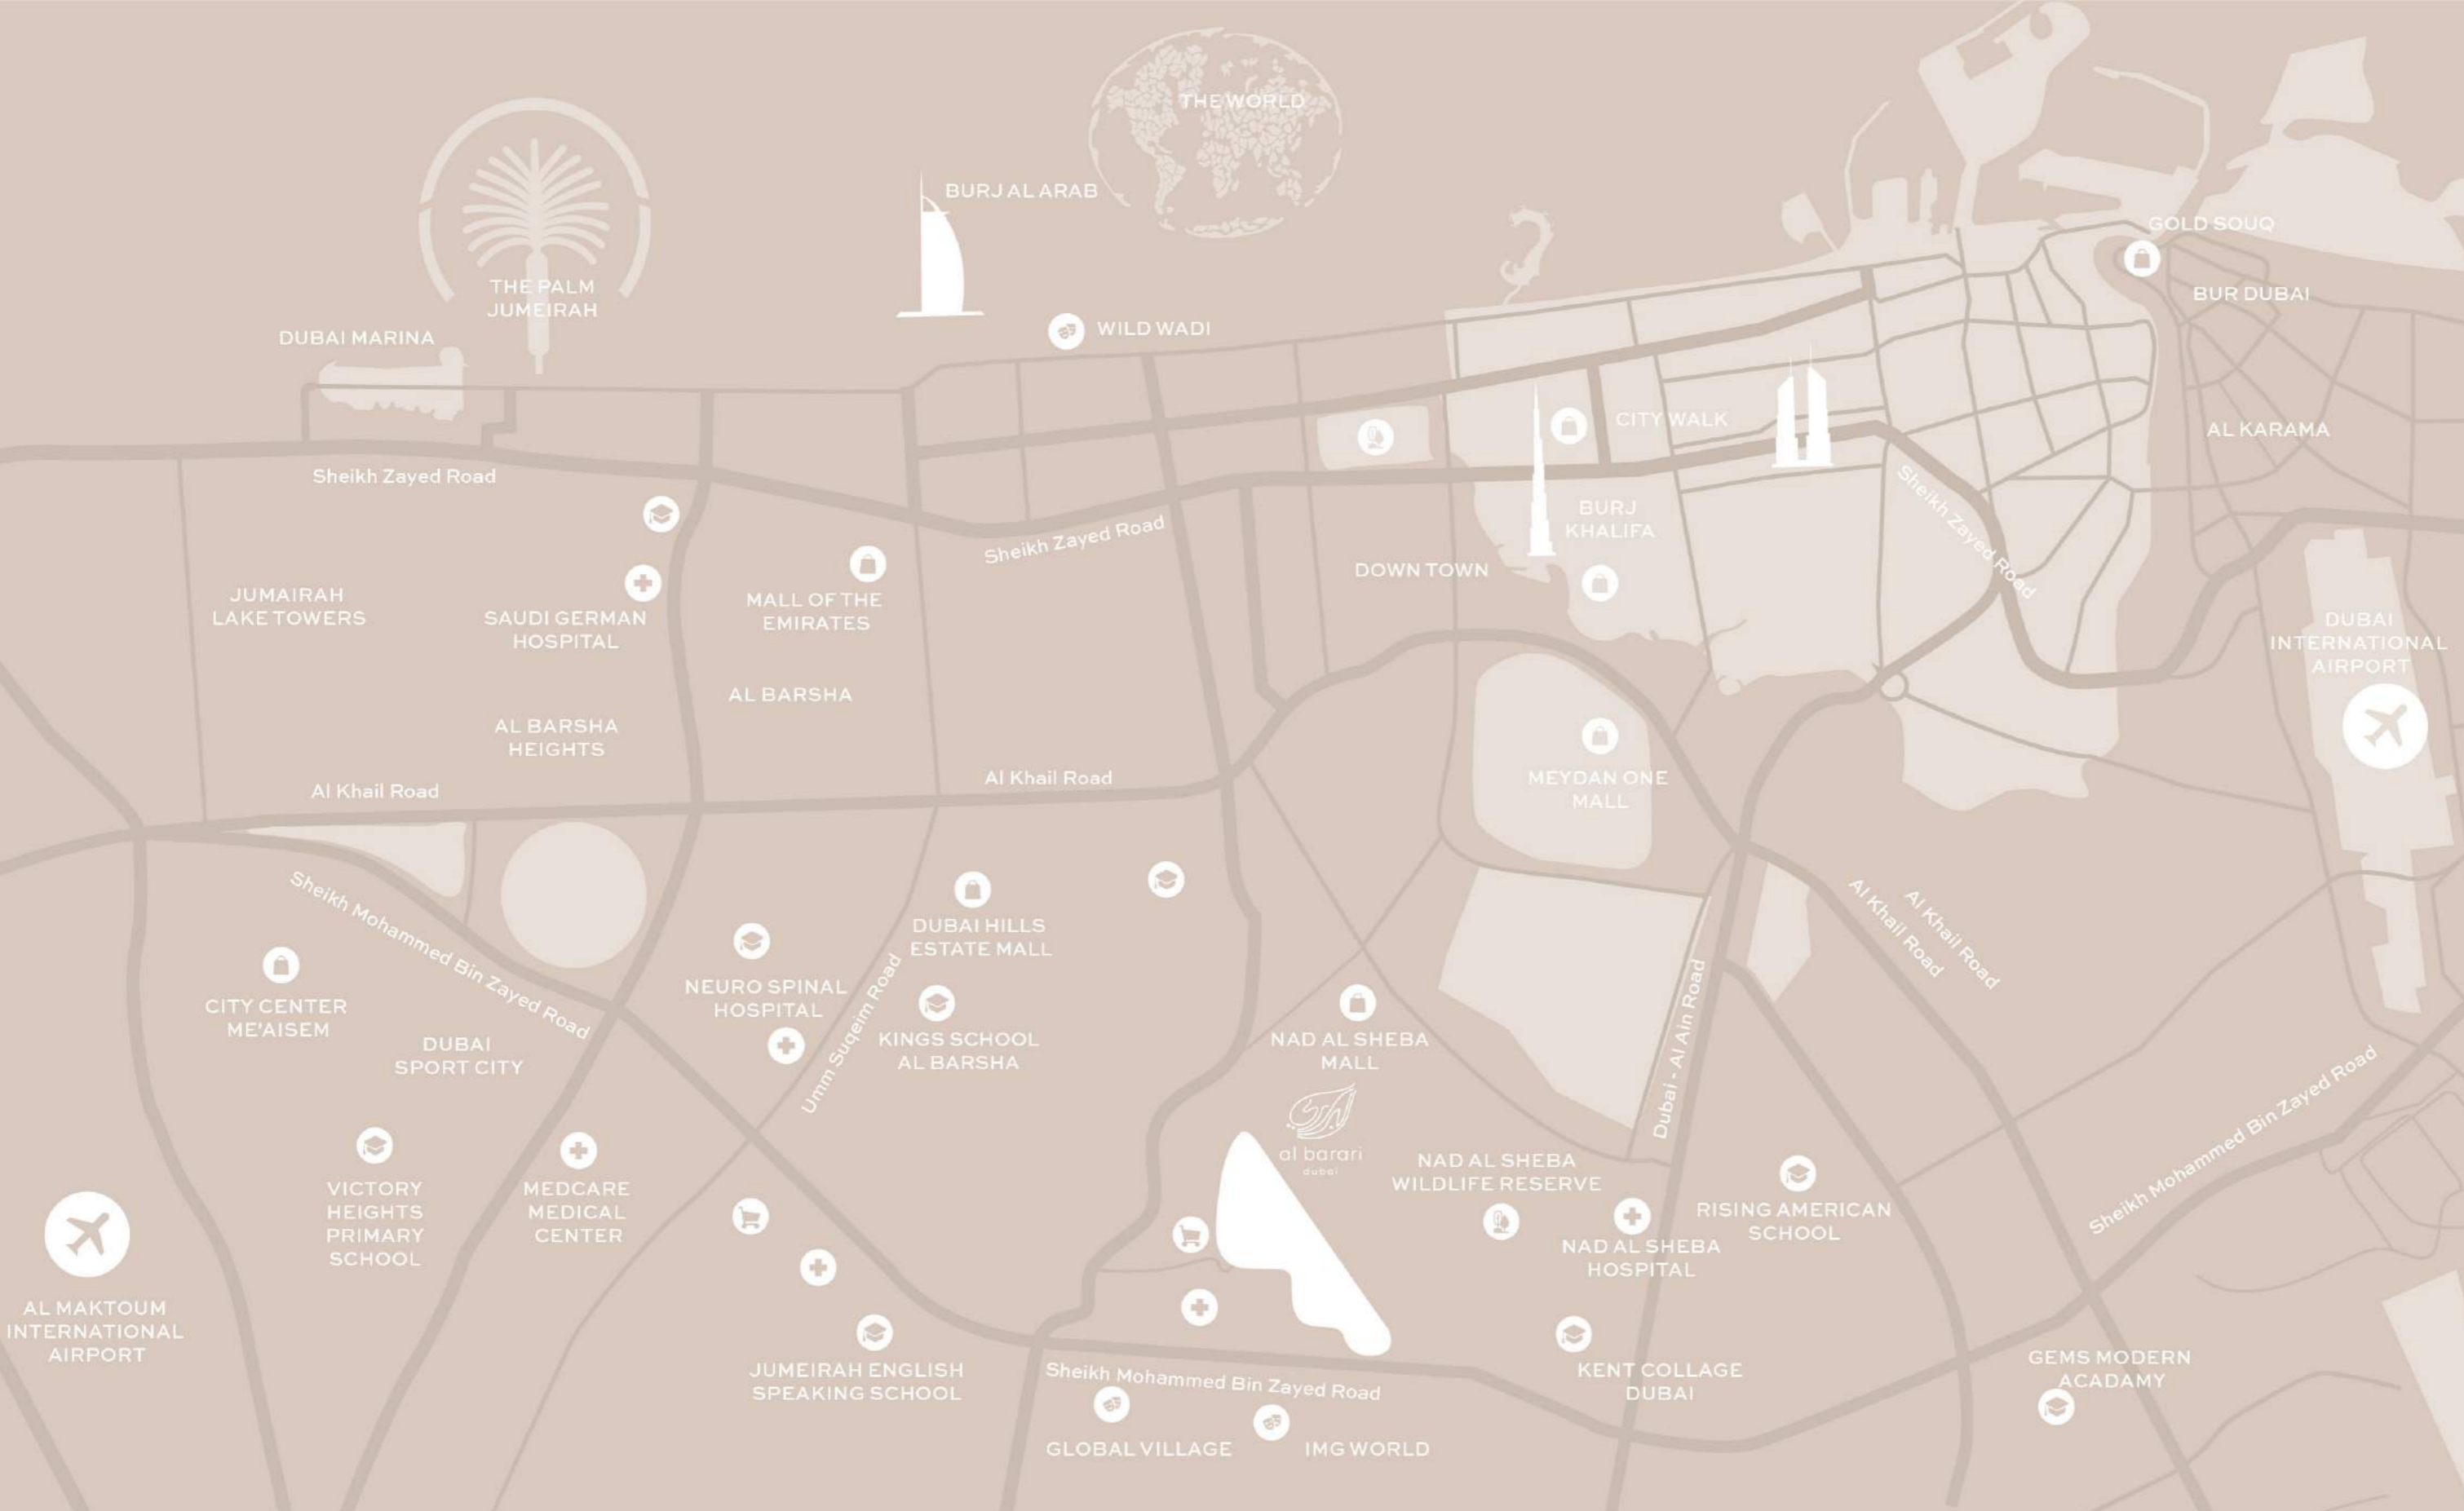 THE WORLD
BURJ AL ARAB
GOLD SOUQ
THE PALM
JUMEIRAH
BUR DUBAI
DUBAI MARINA
WILD WADI
CITY WALK
AL KARAMA
Sheikh Zayed Road
Sheikh Zayed Road
Sheikh Zayed Road
BURJ
KHALIFA
DOWN TOWN
JUMAIRAH
LAKE TOWERS
SAUDI GERMAN
HOSPITAL
MALL OF THE
EMIRATES
DUBAI
INTERNATIONAL
AIRPORT
AL BARSHA
AL BARSHA
HEIGHTS
Al Khail Road
Al Khail Road
MEYDAN ONE
MALL
Sheikh Mohammed Bin Zayed Road
Al Khail Road
Al Khail Road
DUBAI HILLS
ESTATE MALL
NEURO SPINAL
HOSPITAL
Umm Suqeim Road
CITY CENTER
ME'AISEM
DUBAI
SPORT CITY
KINGS SCHOOL
AL BARSHA
NAD AL SHEBA
MALL
Dubai - Al Ain Road
Sheikh Mohammed Bin Zayed Road
al barari
dubai
NAD AL SHEBA
WILDLIFE RESERVE
VICTORY
HEIGHTS
PRIMARY
SCHOOL
MEDCARE
MEDICAL
CENTER
RISING AMERICAN
SCHOOL
NAD AL SHEBA
HOSPITAL
AL MAKTOUM
INTERNATIONAL
AIRPORT
JUMEIRAH ENGLISH
SPEAKING SCHOOL
Sheikh Mohammed Bin Zayed Road
KENT COLLAGE
DUBAI
GEMS MODERN
ACADAMY
GLOBAL VILLAGE
IMG WORLD